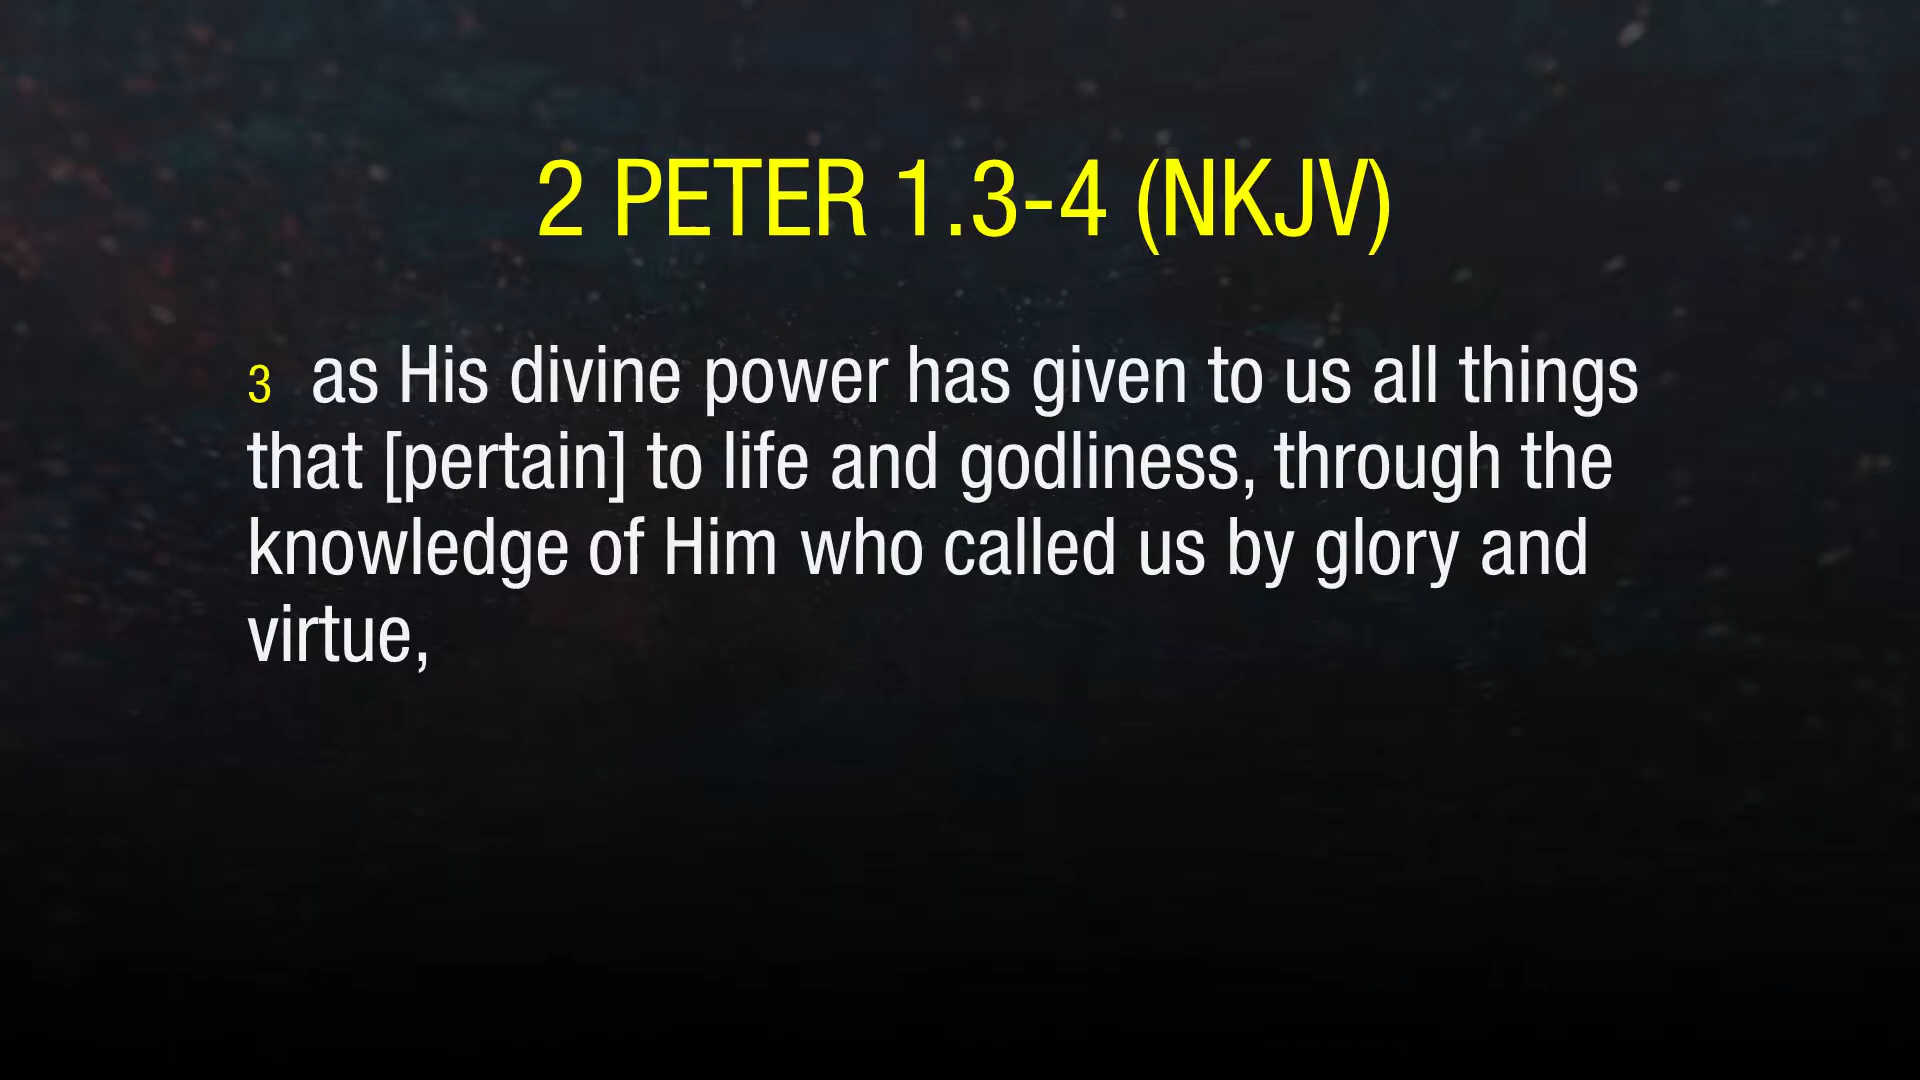 2 PETER 1.3-4 (NKJV)
3 as His divine power has given to us all things
that [pertain] to life and godliness, through the
knowledge of Him who called us by glory and
virtue,